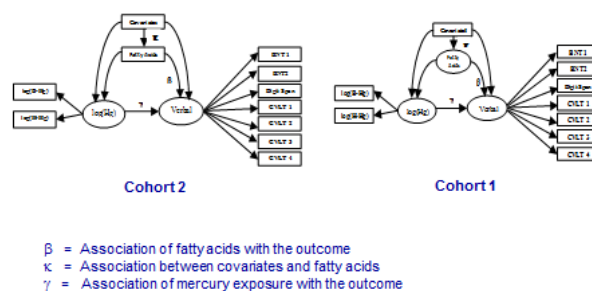 Covariates
κ
Fatty Acids
β
log(B-Hg)
log(H-Hg)
log(Hg)
γ
Verbal
BNT 1
BNT2
Digit Span
CVLT 1
CVLT 2
CVLT 3
CVLT 4
Cohort 2
Covariates
κ
Fatty
Acids
β
log(B-Hg)
log(H-Hg)
log(Hg)
γ
Verbal
BNT 1
BNT2
Digit Span
CVLT 1
CVLT 2
CVLT 3
CVLT 4
Cohort 1
β = Association of fatty acids with the outcome
κ = Association between covariates and fatty acids
γ = Association of mercury exposure with the outcome